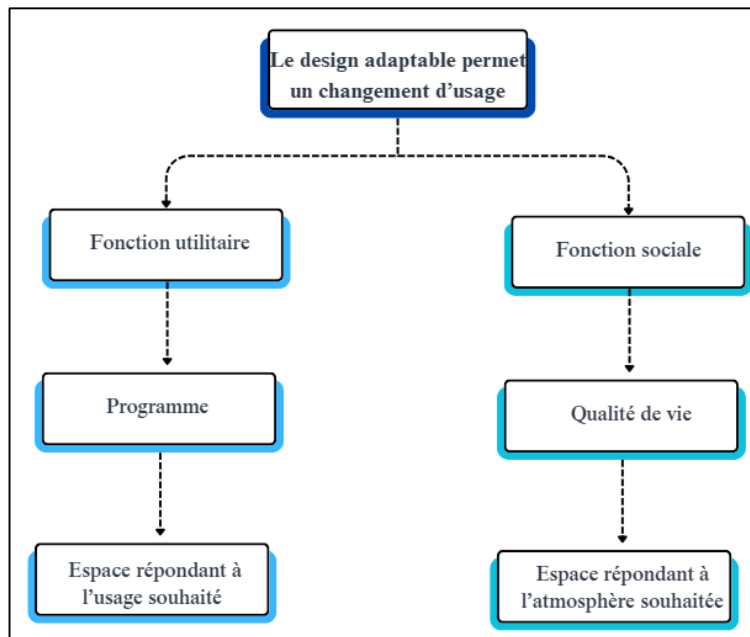 Le design adaptable permet
un changement d’usage
Fonction utilitaire
Fonction sociale
Programme
Qualité de vie
Espace répondant à
l’usage souhaité
Espace répondant à
l’atmosphère souhaitée